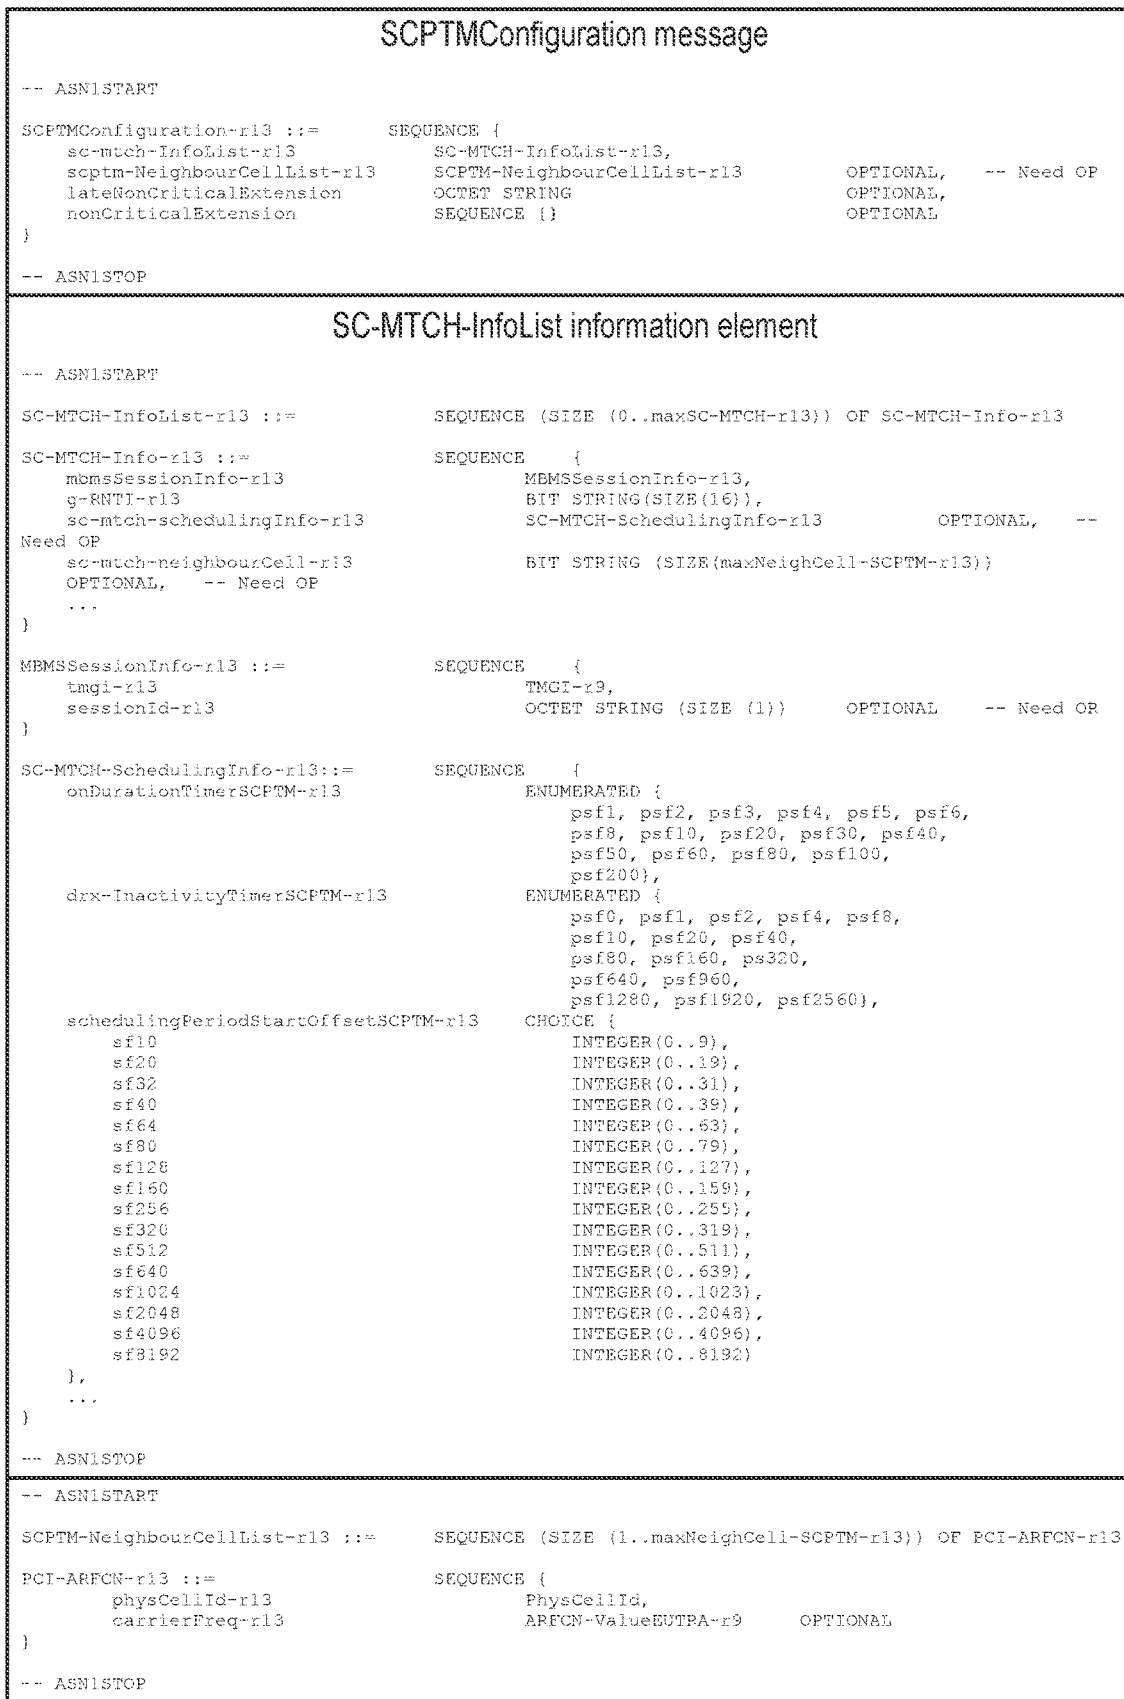 SCPTMConfiguration message
-- ASN1START
SCPTMConfiguration-r13 ::= SEQUENCE {
sc-mtch-InfoList-r13 SC-MTCH-InfoList-r13,
scptm-NeighbourCellList-r13 SCPTM-NeighbourCellList-r13 OPTIONAL, -- Need OP
lateNonCriticalExtension OCTET STRING OPTIONAL,
nonCriticalExtension SEQUENCE {} OPTIONAL
}
-- ASN1STOP
SC-MTCH-InfoList information element
-- ASN1START
SC-MTCH-InfoList-r13 ::= SEQUENCE (SIZE (0..maxSC-MTCH-r13)) OF SC-MTCH-Info-r13
SC-MTCH-Info-r13 ::= SEQUENCE {
mbmsSessionInfo-r13 MBMSSessionInfo-r13,
g-RNTI-r13 BIT STRING(SIZE(16)),
sc-mtch-schedulingInfo-r13 SC-MTCH-SchedulingInfo-r13 OPTIONAL, --
Need OP
sc-mtch-neighbourCell-r13 BIT STRING (SIZE(maxNeighCell-SCPTM-r13))
OPTIONAL, -- Need OP
...
}
MBMSSessionInfo-r13 ::= SEQUENCE {
tmgi-r13 TMGI-r9,
sessionId-r13 OCTET STRING (SIZE (1)) OPTIONAL -- Need OR
}
SC-MTCH-SchedulingInfo-r13::= SEQUENCE {
onDurationTimerSCPTM-r13 ENUMERATED {
psf1, psf2, psf3, psf4, psf5, psf6,
psf8, psf10, psf20, psf30, psf40,
psf50, psf60, psf80, psf100,
psf200},
drx-InactivityTimerSCPTM-r13 ENUMERATED {
psf0, psf1, psf2, psf4, psf8,
psf10, psf20, psf40,
psf80, psf160, ps320,
psf640, psf960,
psf1280, psf1920, psf2560},
schedulingPeriodStartOffsetSCPTM-r13 CHOICE {
sf10 INTEGER(0..9),
sf20 INTEGER(0..19),
sf32 INTEGER(0..31),
sf40 INTEGER(0..39),
sf64 INTEGER(0..63),
sf80 INTEGER(0..79),
sf128 INTEGER(0..127),
sf160 INTEGER(0..159),
sf256 INTEGER(0..255),
sf320 INTEGER(0..319),
sf512 INTEGER(0..511),
sf640 INTEGER(0..639),
sf1024 INTEGER(0..1023),
sf2048 INTEGER(0..2048),
sf4096 INTEGER(0..4096),
sf8192 INTEGER(0..8192)
},
...
}
-- ASN1STOP
-- ASN1START
SCPTM-NeighbourCellList-r13 ::= SEQUENCE (SIZE (1..maxNeighCell-SCPTM-r13)) OF PCI-ARFCN-r13
PCI-ARFCN-r13 ::= SEQUENCE {
physCellId-r13 PhysCellId,
carrierFreq-r13 ARFCN-ValueEUTRA-r9 OPTIONAL
}
-- ASN1STOP